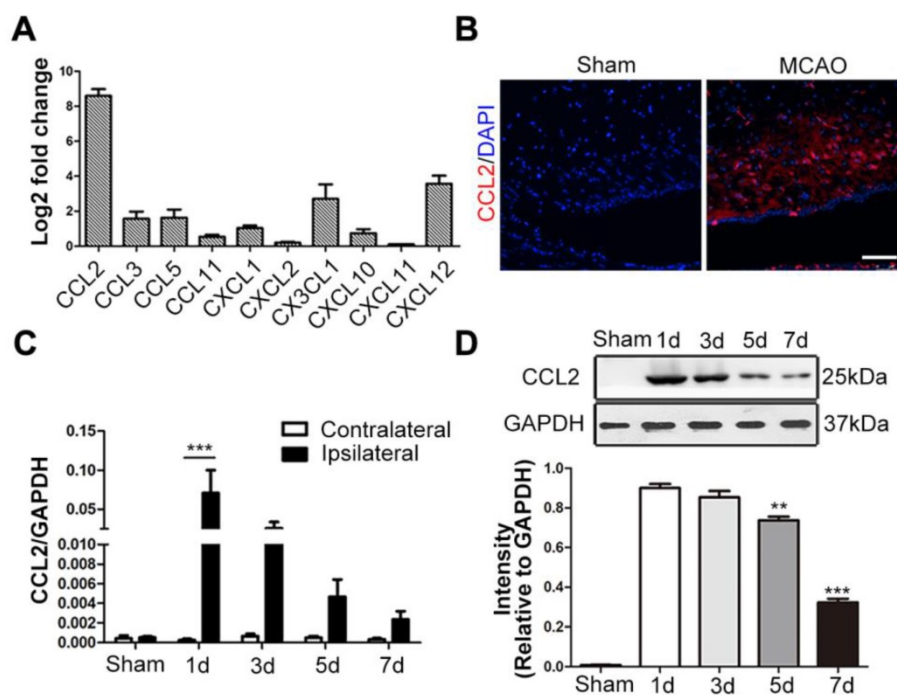 A
Log2 fold change
10
8
6
4
2
0
CCL2
CCL3
CCL5
CCL11
CXCL1
CXCL2
CX3CL1
CXCL10
CXCL11
CXCL12
B
Sham MCAO
CCL2/DAPI
C
CCL2/GAPDH
Contralateral
Ipsilateral
0.15
0.10
0.05
0.010
0.008
0.006
0.004
0.002
0.000
***
Sham 1d 3d 5d 7d
D
Sham 1d 3d 5d 7d
CCL2 25kDa
GAPDH 37kDa
Intensity
(Relative to GAPDH)
1.0
0.8
0.6
0.4
0.2
0.0
**
***
Sham 1d 3d 5d 7d